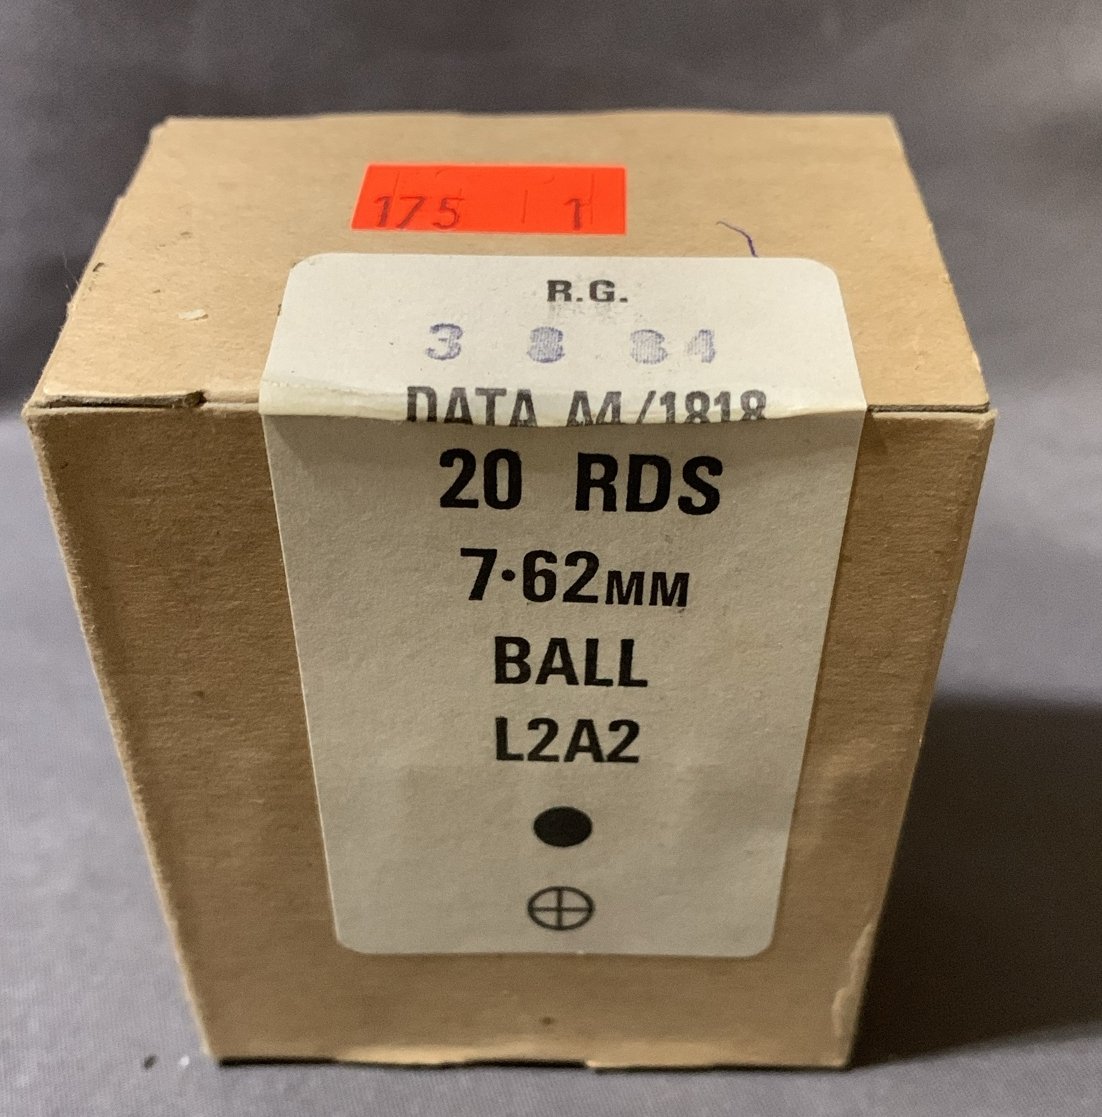 175 1
R.G.
3 8 84
DATA A4/1818
20 RDS
7·62MM
BALL
L2A2